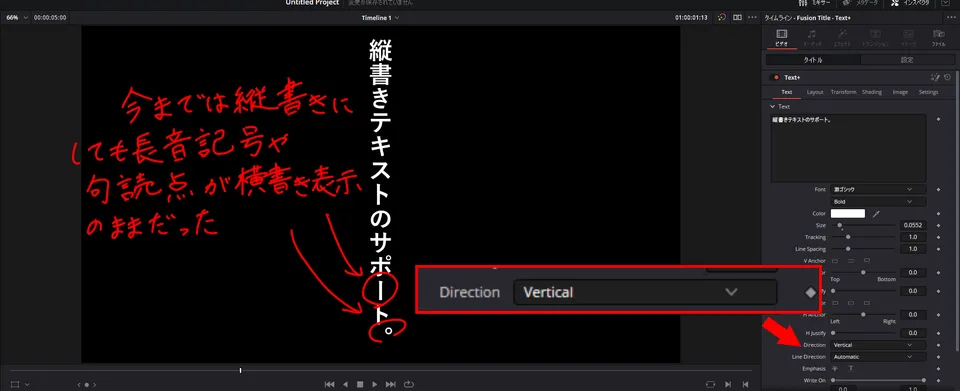 Untitled Project
変更が保存されていません
ミキサー
メタデータ
インスペクタ
66%
00:00:05:00
Timeline 1
01:00:01:13
タイムライン - Fusion Title - Text+
ビデオ
オーディオ
エフェクト
トランジション
イメージ
ファイル
タイトル
設定
Text+
Text
Layout
Transform
Shading
Image
Settings
Text
縦書きテキストのサポート。
縦書きテキストのサポート。
今までは縦書きに
しても長音記号や
句読点が横書き表示
のままだった
Font
源ゴシック
Bold
Color
Size
0.0552
Tracking
1.0
Line Spacing
1.0
V Anchor
0.0
Top
Bottom
0.0
H Anchor
0.0
Left
Right
H Justify
0.0
Direction
Vertical
Direction
Vertical
Line Direction
Automatic
Emphasis
Write On
0.0
1.0